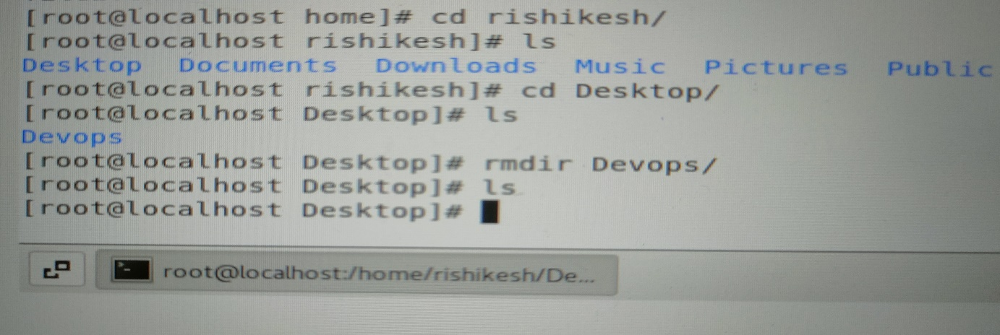 [root@localhost home]# cd rishikesh/
[root@localhost rishikesh]# ls
Desktop Documents Downloads Music Pictures Public
[root@localhost rishikesh]# cd Desktop/
[root@localhost Desktop]# ls
Devops
[root@localhost Desktop]# rmdir Devops/
[root@localhost Desktop]# ls
[root@localhost Desktop]#
root@localhost:/home/rishikesh/De...